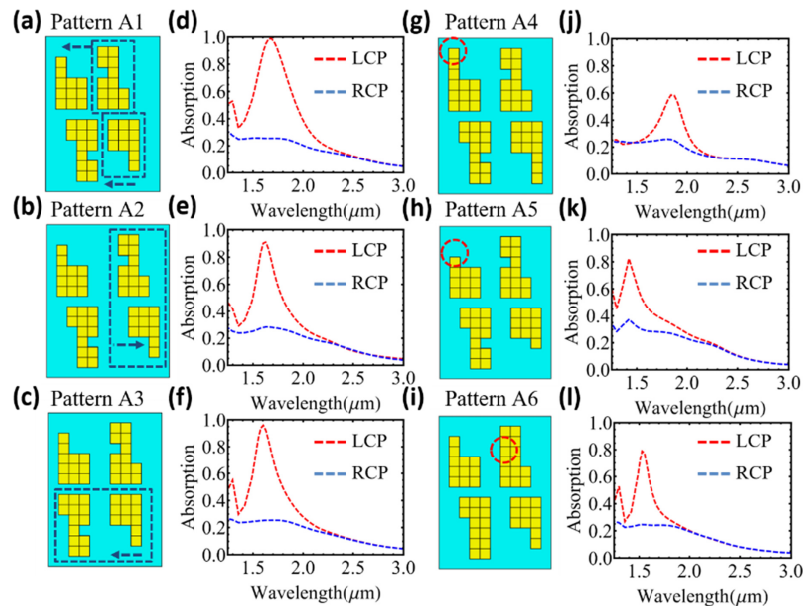 (a) Pattern A1
(d)
1.0
0.8
0.6
0.4
0.2
0.0
Absorption
LCP
RCP
1.5 2.0 2.5 3.0
Wavelength(μm)
(g) Pattern A4
(j)
1.0
0.8
0.6
0.4
0.2
0.0
Absorption
LCP
RCP
1.5 2.0 2.5 3.0
Wavelength(μm)
(b) Pattern A2
(e)
1.0
0.8
0.6
0.4
0.2
0.0
Absorption
LCP
RCP
1.5 2.0 2.5 3.0
Wavelength(μm)
(h) Pattern A5
(k)
1.0
0.8
0.6
0.4
0.2
0.0
Absorption
LCP
RCP
1.5 2.0 2.5 3.0
Wavelength(μm)
(c) Pattern A3
(f)
1.0
0.8
0.6
0.4
0.2
0.0
Absorption
LCP
RCP
1.5 2.0 2.5 3.0
Wavelength(μm)
(i) Pattern A6
(l)
1.0
0.8
0.6
0.4
0.2
0.0
Absorption
LCP
RCP
1.5 2.0 2.5 3.0
Wavelength(μm)